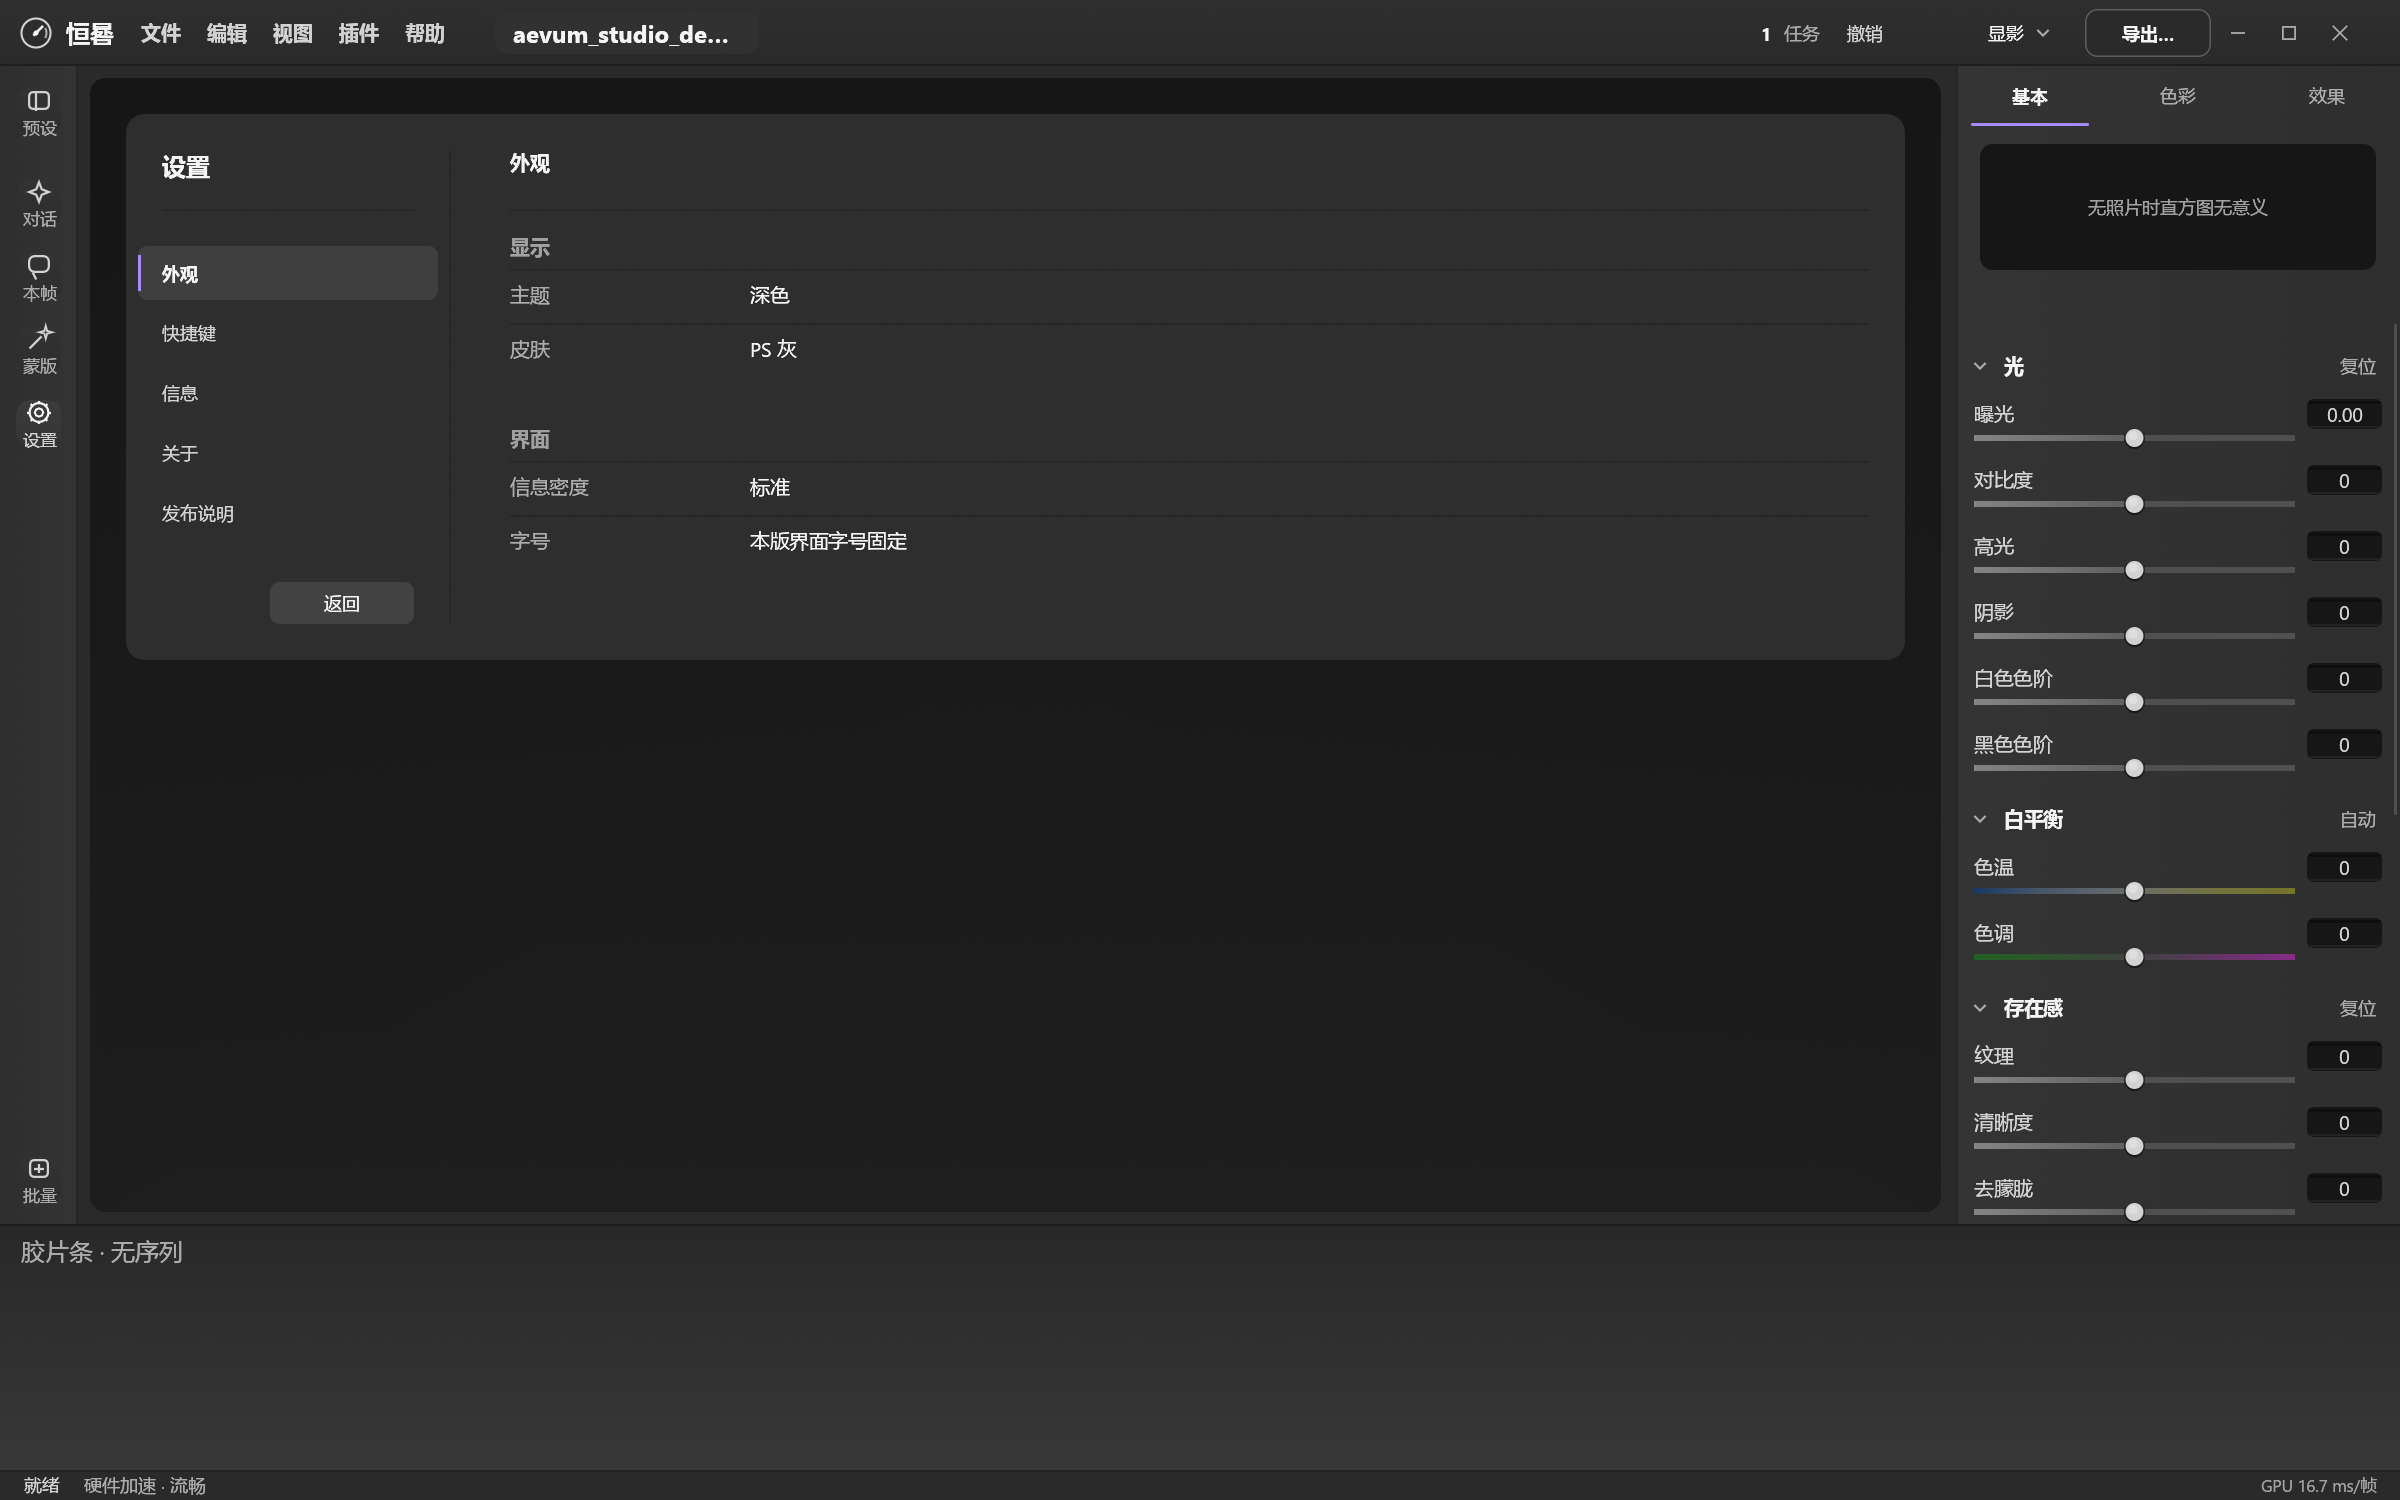 恒晷 文件 编辑 视图 插件 帮助 aevum_studio_de... 1 任务 撤销 显影 导出...
预设
对话
本帧
蒙版
设置
批量
设置
外观
快捷键
信息
关于
发布说明
返回
外观
显示
主题 深色
皮肤 PS 灰
界面
信息密度 标准
字号 本版界面字号固定
基本 色彩 效果
无照片时直方图无意义
光 复位
曝光 0.00
对比度 0
高光 0
阴影 0
白色色阶 0
黑色色阶 0
白平衡 自动
色温 0
色调 0
存在感 复位
纹理 0
清晰度 0
去朦胧 0
胶片条 · 无序列
就绪 硬件加速 · 流畅 GPU 16.7 ms/帧